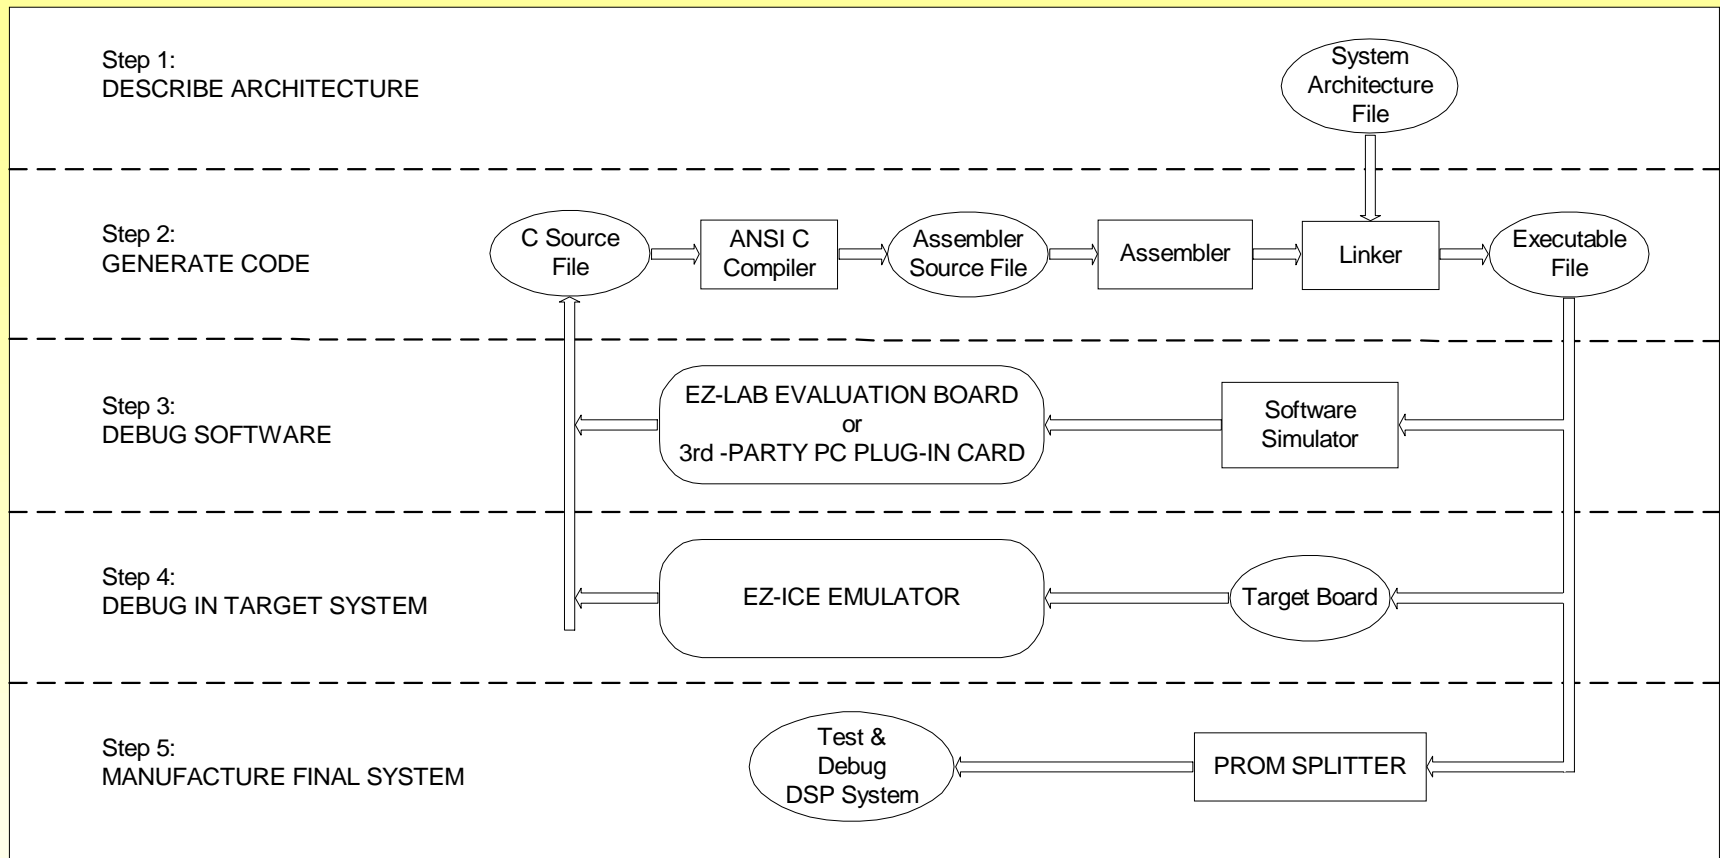 Step 1:
DESCRIBE ARCHITECTURE
System
Architecture
File
Step 2:
GENERATE CODE
C Source
File
ANSI C
Compiler
Assembler
Source File
Assembler
Linker
Executable
File
Step 3:
DEBUG SOFTWARE
EZ-LAB EVALUATION BOARD
or
3rd -PARTY PC PLUG-IN CARD
Software
Simulator
Step 4:
DEBUG IN TARGET SYSTEM
EZ-ICE EMULATOR
Target Board
Step 5:
MANUFACTURE FINAL SYSTEM
Test &
Debug
DSP System
PROM SPLITTER